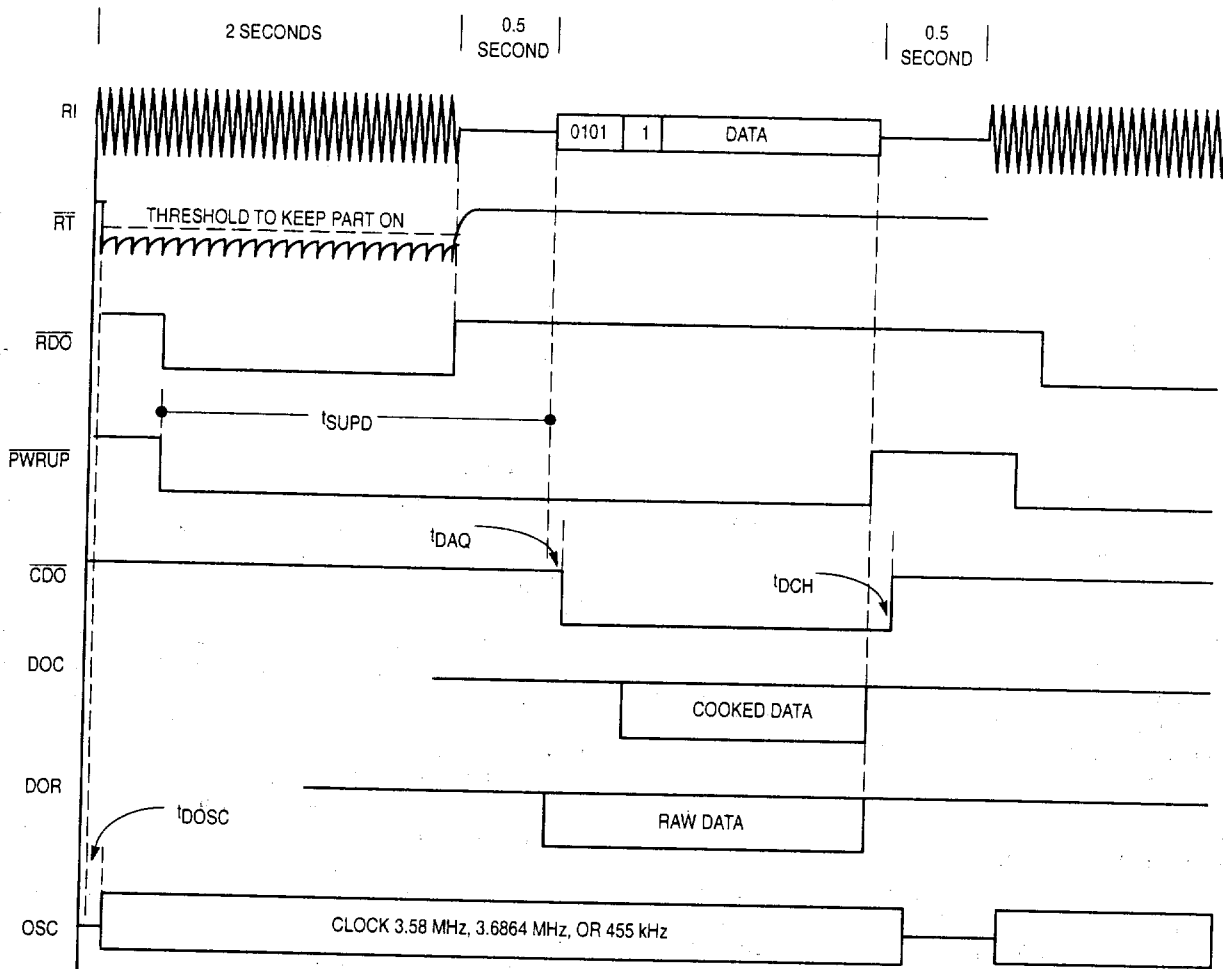 2 SECONDS
0.5
SECOND
0.5
SECOND
RI
0101
1
DATA
RT
THRESHOLD TO KEEP PART ON
RDO
tSUPD
PWRUP
tDAQ
CDO
tDCH
DOC
COOKED DATA
DOR
tDOSC
RAW DATA
OSC
CLOCK 3.58 MHz, 3.6864 MHz, OR 455 kHz